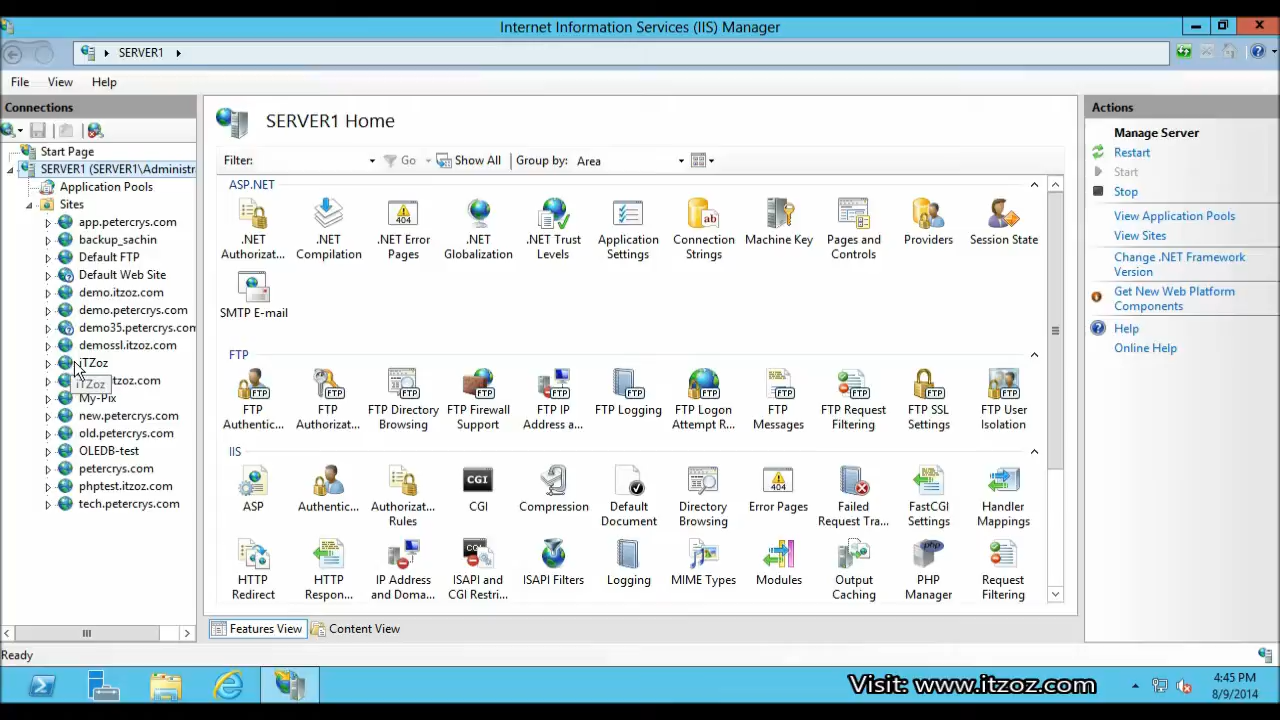 Internet Information Services (IIS) Manager
SERVER1
File View Help
Connections
Start Page
SERVER1 (SERVER1\Administr
Application Pools
Sites
app.petercrys.com
backup_sachin
Default FTP
Default Web Site
demo.itzoz.com
demo.petercrys.com
demo35.petercrys.com
demossl.itzoz.com
iTZoz
tzoz.com
iTZoz
My-Pix
new.petercrys.com
old.petercrys.com
OLEDB-test
petercrys.com
phptest.itzoz.com
tech.petercrys.com
SERVER1 Home
Filter: Go Show All Group by: Area
ASP.NET
.NET Authorizat...
.NET Compilation
.NET Error Pages
.NET Globalization
.NET Trust Levels
Application Settings
Connection Strings
Machine Key
Pages and Controls
Providers
Session State
SMTP E-mail
FTP
FTP Authentic...
FTP Authorizat...
FTP Directory Browsing
FTP Firewall Support
FTP IP Address a...
FTP Logging
FTP Logon Attempt R...
FTP Messages
FTP Request Filtering
FTP SSL Settings
FTP User Isolation
IIS
ASP
Authentic...
Authorizat... Rules
CGI
Compression
Default Document
Directory Browsing
Error Pages
Failed Request Tra...
FastCGI Settings
Handler Mappings
HTTP Redirect
HTTP Respon...
IP Address and Doma...
ISAPI and CGI Restri...
ISAPI Filters
Logging
MIME Types
Modules
Output Caching
PHP Manager
Request Filtering
Features View Content View
Actions
Manage Server
Restart
Start
Stop
View Application Pools
View Sites
Change .NET Framework
Version
Get New Web Platform
Components
Help
Online Help
Ready
Visit: www.itzoz.com
4:45 PM
8/9/2014